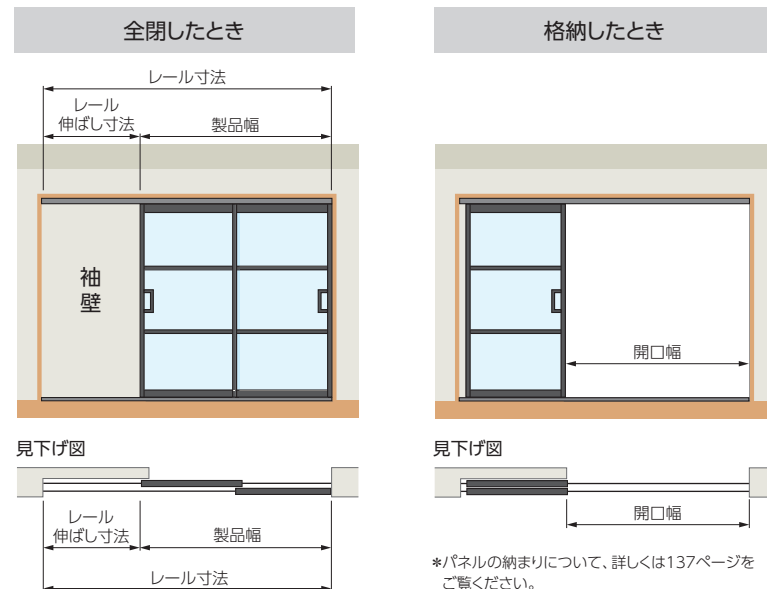 全閉したとき
レール寸法
レール
伸ばし寸法
製品幅
袖
壁
見下げ図
レール
伸ばし寸法
製品幅
レール寸法
格納したとき
開口幅
見下げ図
開口幅
*パネルの納まりについて、詳しくは137ページを
ご覧ください。